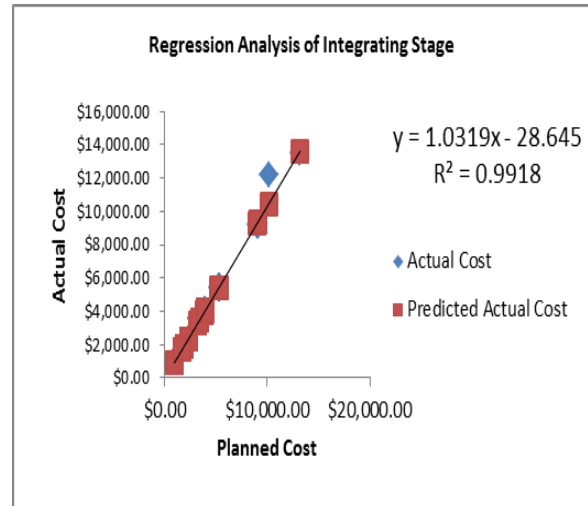 Regression Analysis of Integrating Stage
$16,000.00
$14,000.00
$12,000.00
$10,000.00
$8,000.00
$6,000.00
$4,000.00
$2,000.00
$0.00
Actual Cost
y = 1.0319x - 28.645
R² = 0.9918
Actual Cost
Predicted Actual Cost
$0.00 $10,000.00 $20,000.00
Planned Cost